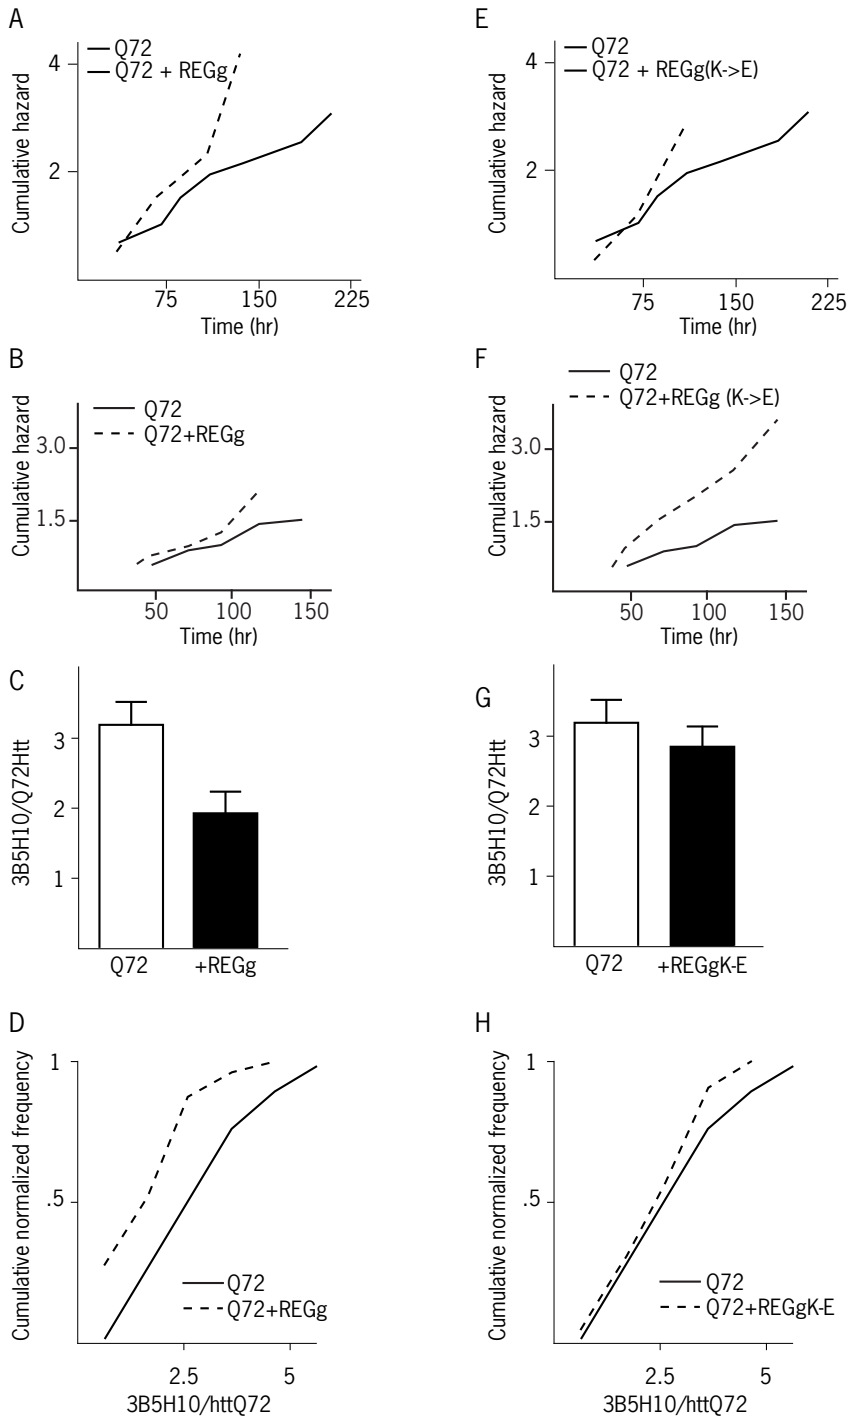 A
Cumulative hazard
4
2
Q72
Q72 + REGg
75 150 225
Time (hr)
E
Cumulative hazard
4
2
Q72
Q72 + REGg(K->E)
75 150 225
Time (hr)
B
Cumulative hazard
3.0
1.5
Q72
Q72+REGg
50 100 150
Time (hr)
F
Cumulative hazard
3.0
1.5
Q72
Q72+REGg (K->E)
50 100 150
Time (hr)
C
3B5H10/Q72Htt
3
2
1
Q72 +REGg
G
3B5H10/Q72Htt
3
2
1
Q72 +REGgK-E
D
Cumulative normalized frequency
1
.5
Q72
Q72+REGg
2.5 5
3B5H10/httQ72
H
Cumulative normalized frequency
1
.5
Q72
Q72+REGgK-E
2.5 5
3B5H10/httQ72